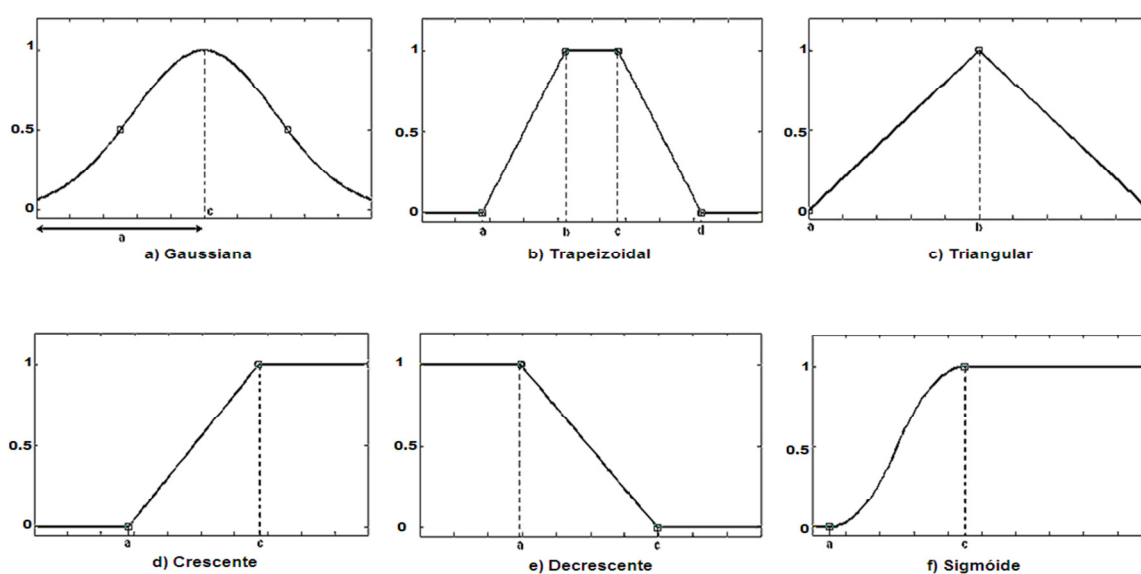 1
0.5
0
c
a
a) Gaussiana
1
0.5
0
a b c d
b) Trapeizoidal
1
0.5
0
a b
c) Triangular
1
0.5
0
a c
d) Crescente
1
0.5
0
a c
e) Decrescente
1
0.5
0
a c
f) Sigmóide